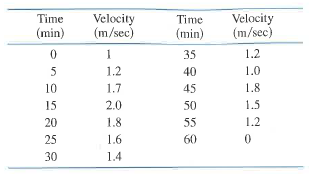 Time Velocity Time Velocity
(min) (m/sec) (min) (m/sec)
0 1 35 1.2
5 1.2 40 1.0
10 1.7 45 1.8
15 2.0 50 1.5
20 1.8 55 1.2
25 1.6 60 0
30 1.4